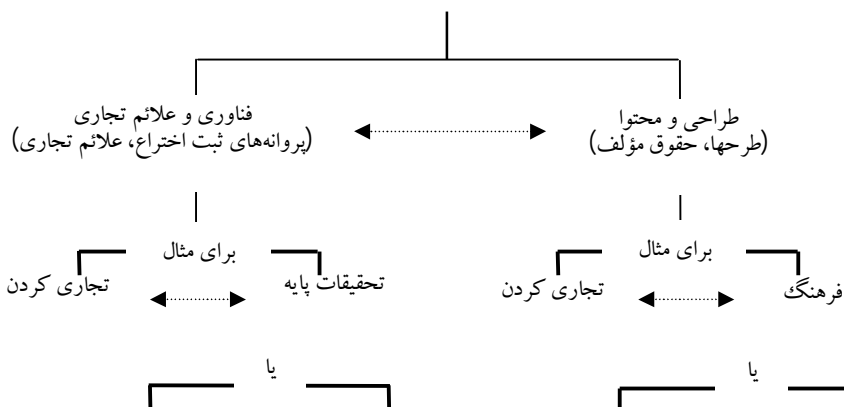 طراحی و محتوا
(طرحها، حقوق مؤلف)
فناوری و علائم تجاری
(پروانه‌های ثبت اختراع، علائم تجاری)
برای مثال
فرهنگ
تجاری کردن
برای مثال
تحقیقات پایه
تجاری کردن
یا
یا